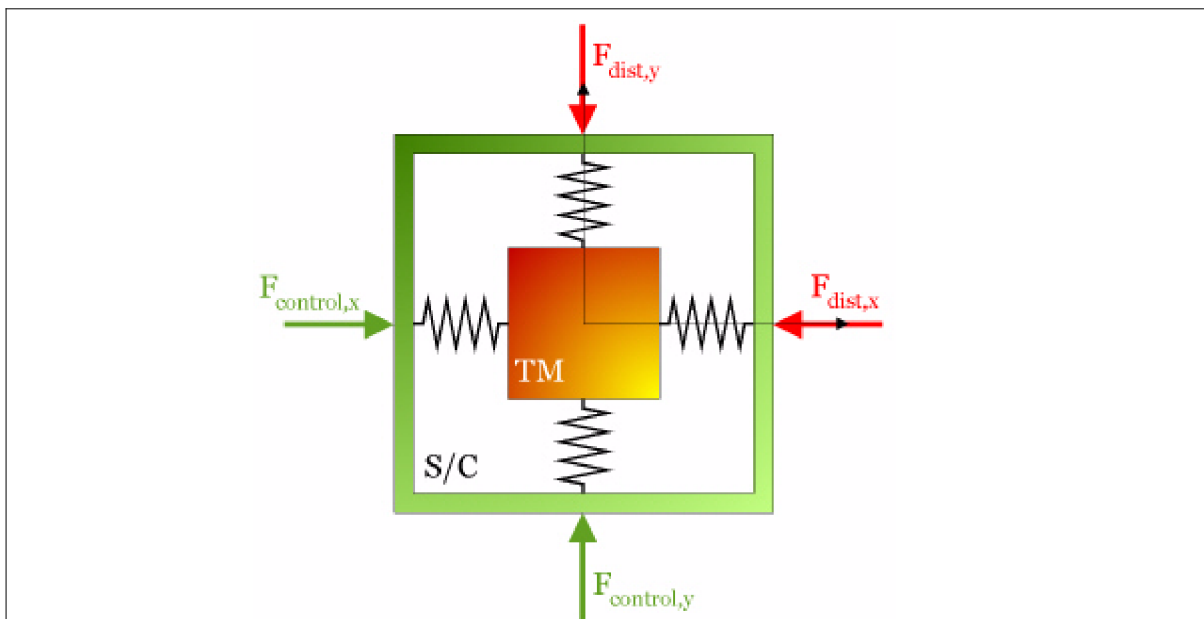 F_dist,y
F_control,x
F_dist,x
TM
S/C
F_control,y